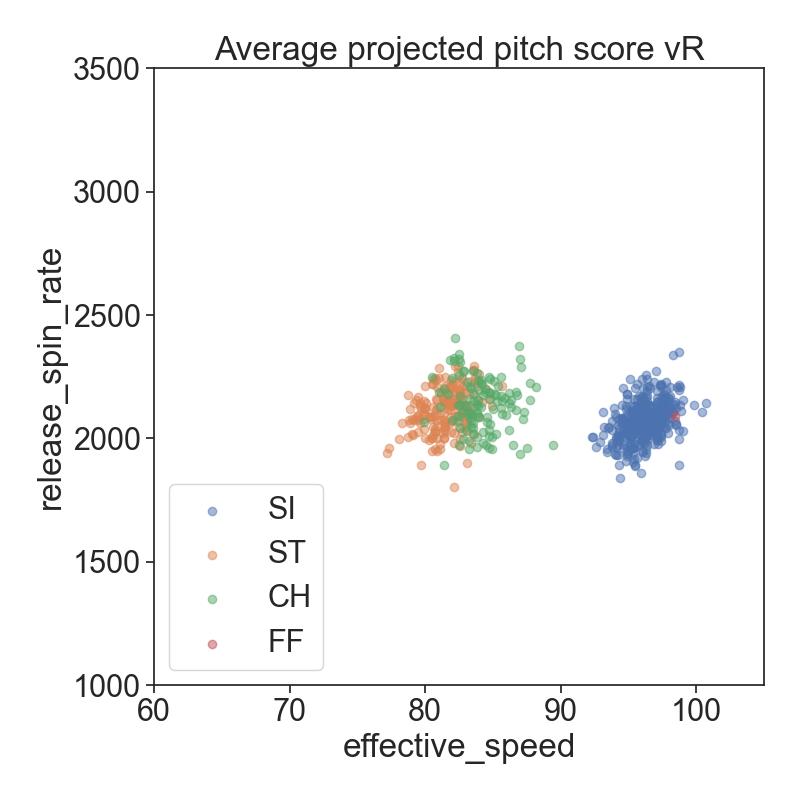 Average projected pitch score vR
3500
3000
2500
2000
1500
1000
release_spin_rate
SI
ST
CH
FF
60
70
80
90
100
effective_speed